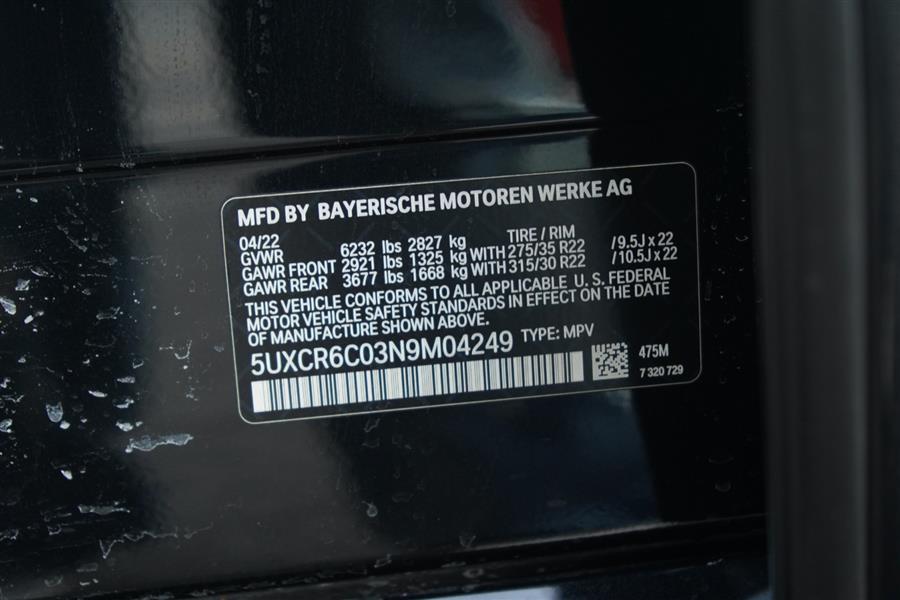 MFD BY BAYERISCHE MOTOREN WERKE AG
04/22 TIRE / RIM
GVWR 6232 lbs 2827 kg
GAWR FRONT 2921 lbs 1325 kg WITH 275/35 R22 / 9.5J x 22
GAWR REAR 3677 lbs 1668 kg WITH 315/30 R22 / 10.5J x 22
THIS VEHICLE CONFORMS TO ALL APPLICABLE U. S. FEDERAL
MOTOR VEHICLE SAFETY STANDARDS IN EFFECT ON THE DATE
OF MANUFACTURE SHOWN ABOVE.
5UXCR6C03N9M04249 TYPE: MPV
475M
7 320 729